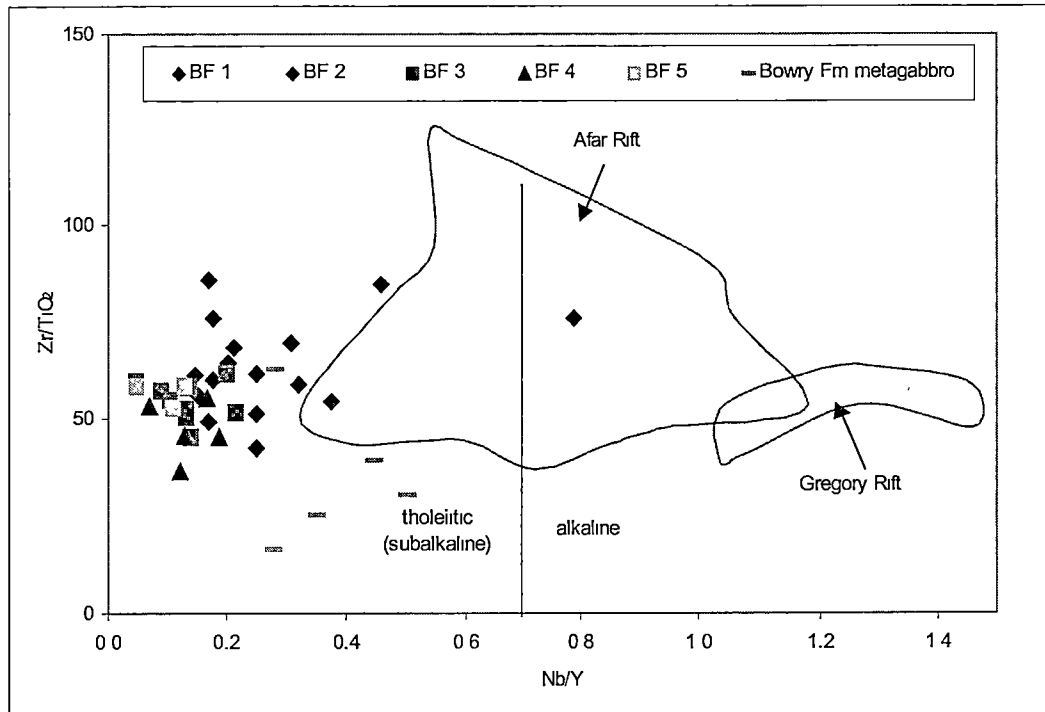 150
BF 1 BF 2 BF 3 BF 4 BF 5 Bowry Fm metagabbro
Afar Rift
100
Zr/TiO₂
50
Gregory Rift
tholeiitic
(subalkaline)
alkaline
0
0 0 0.2 0.4 0 6 0 8 1 0 1.2 1 4
Nb/Y